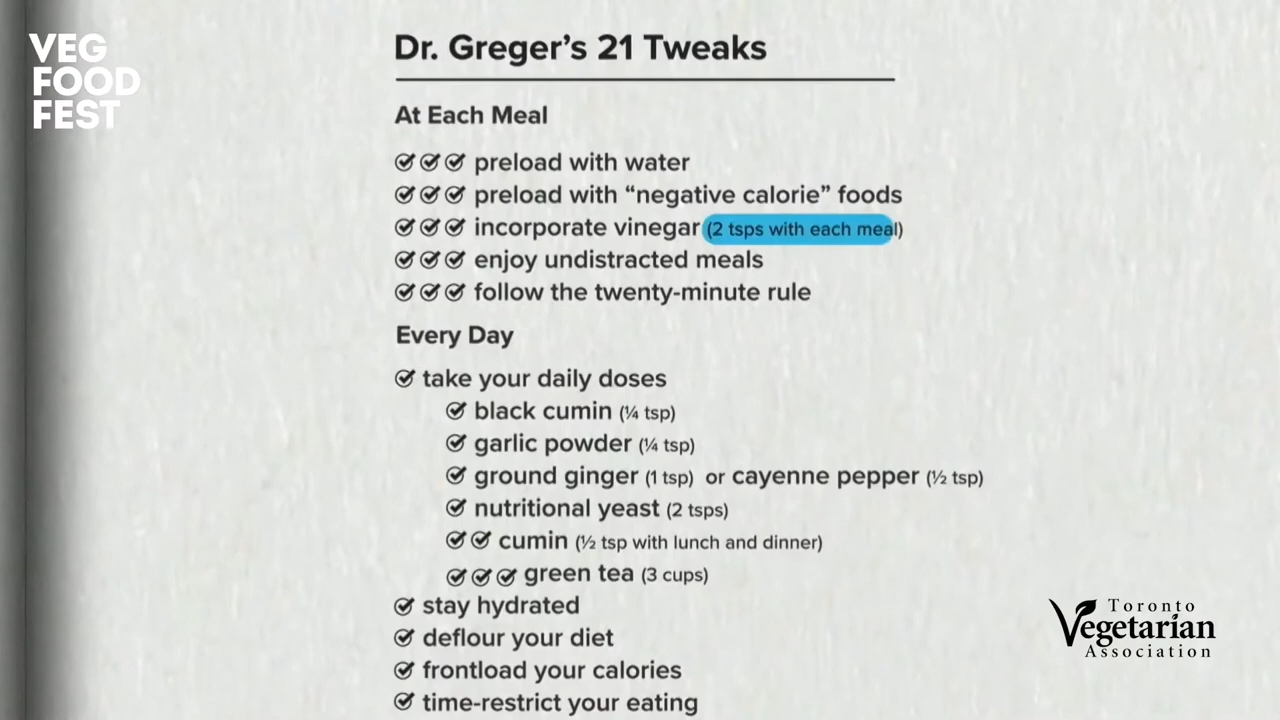 VEG
FOOD
FEST
Dr. Greger’s 21 Tweaks
At Each Meal
preload with water
preload with “negative calorie” foods
incorporate vinegar (2 tsps with each meal)
enjoy undistracted meals
follow the twenty-minute rule
Every Day
take your daily doses
black cumin (¼ tsp)
garlic powder (¼ tsp)
ground ginger (1 tsp) or cayenne pepper (½ tsp)
nutritional yeast (2 tsps)
cumin (½ tsp with lunch and dinner)
green tea (3 cups)
stay hydrated
deflour your diet
frontload your calories
time-restrict your eating
Toronto
Vegetarian
Association